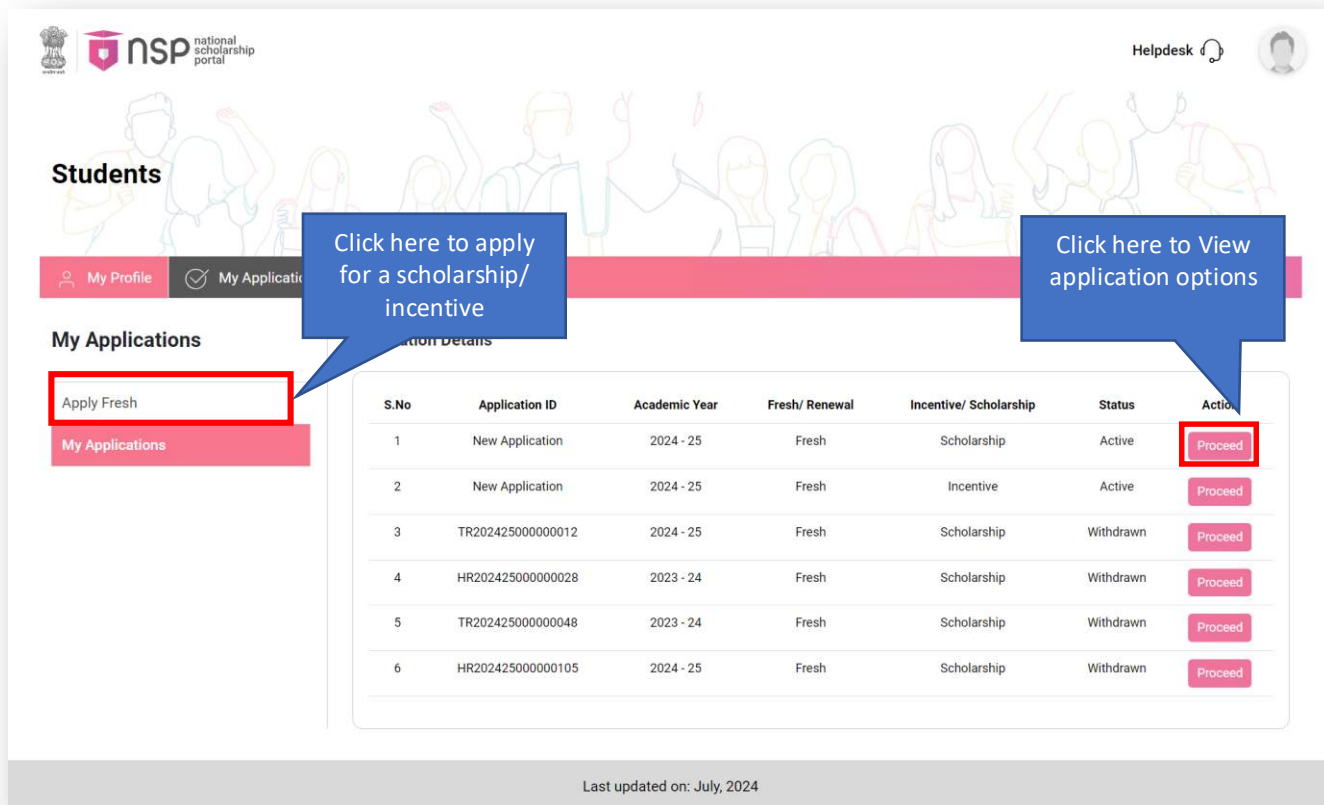 nsp national scholarship portal
Helpdesk
Students
Click here to apply for a scholarship/ incentive
Click here to View application options
My Profile
My Applicatio
My Applications
Apply Fresh
My Applications
ation Details
S.No Application ID Academic Year Fresh/ Renewal Incentive/ Scholarship Status Action
1 New Application 2024 - 25 Fresh Scholarship Active Proceed
2 New Application 2024 - 25 Fresh Incentive Active Proceed
3 TR202425000000012 2024 - 25 Fresh Scholarship Withdrawn Proceed
4 HR202425000000028 2023 - 24 Fresh Scholarship Withdrawn Proceed
5 TR202425000000048 2023 - 24 Fresh Scholarship Withdrawn Proceed
6 HR202425000000105 2024 - 25 Fresh Scholarship Withdrawn Proceed
Last updated on: July, 2024